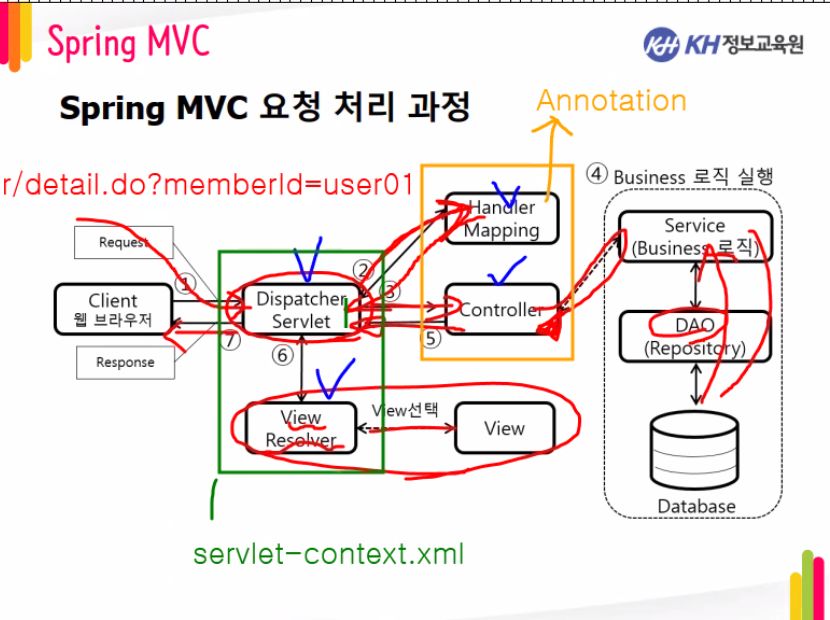 Spring MVC
KH KH정보교육원
Spring MVC 요청 처리 과정
Annotation
r/detail.do?memberId=user01
④ Business 로직 실행
Handler
Mapping
Service
(Business 로직)
Request
①
②
③
Client
웹 브라우저
Dispatcher
Servlet
Controller
DAO
(Repository)
⑦
⑤
Response
⑥
View
Resolver
View선택
View
Database
servlet-context.xml